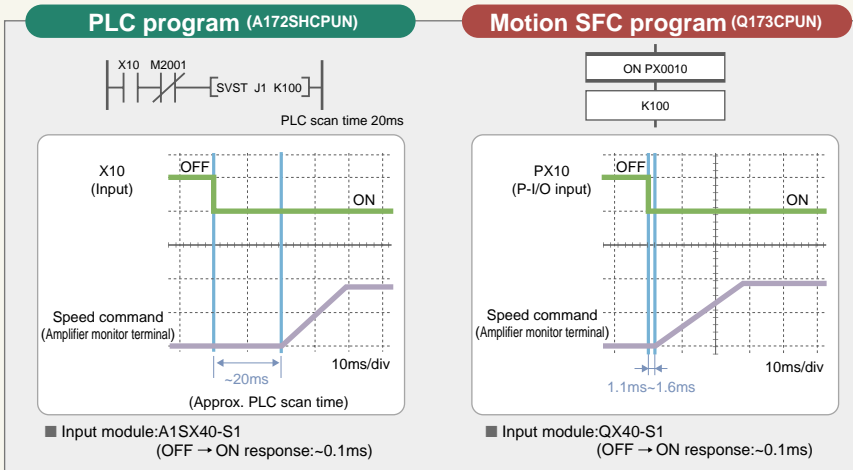 PLC program (A172SHCPUN)
X10 M2001
SVST J1 K100
PLC scan time 20ms
X10
(Input)
OFF
ON
Speed command
(Amplifier monitor terminal)
10ms/div
~20ms
(Approx. PLC scan time)
■ Input module:A1SX40-S1
(OFF → ON response:~0.1ms)
Motion SFC program (Q173CPUN)
ON PX0010
K100
PX10
(P-I/O input)
OFF
ON
Speed command
(Amplifier monitor terminal)
10ms/div
1.1ms~1.6ms
■ Input module:QX40-S1
(OFF → ON response:~0.1ms)